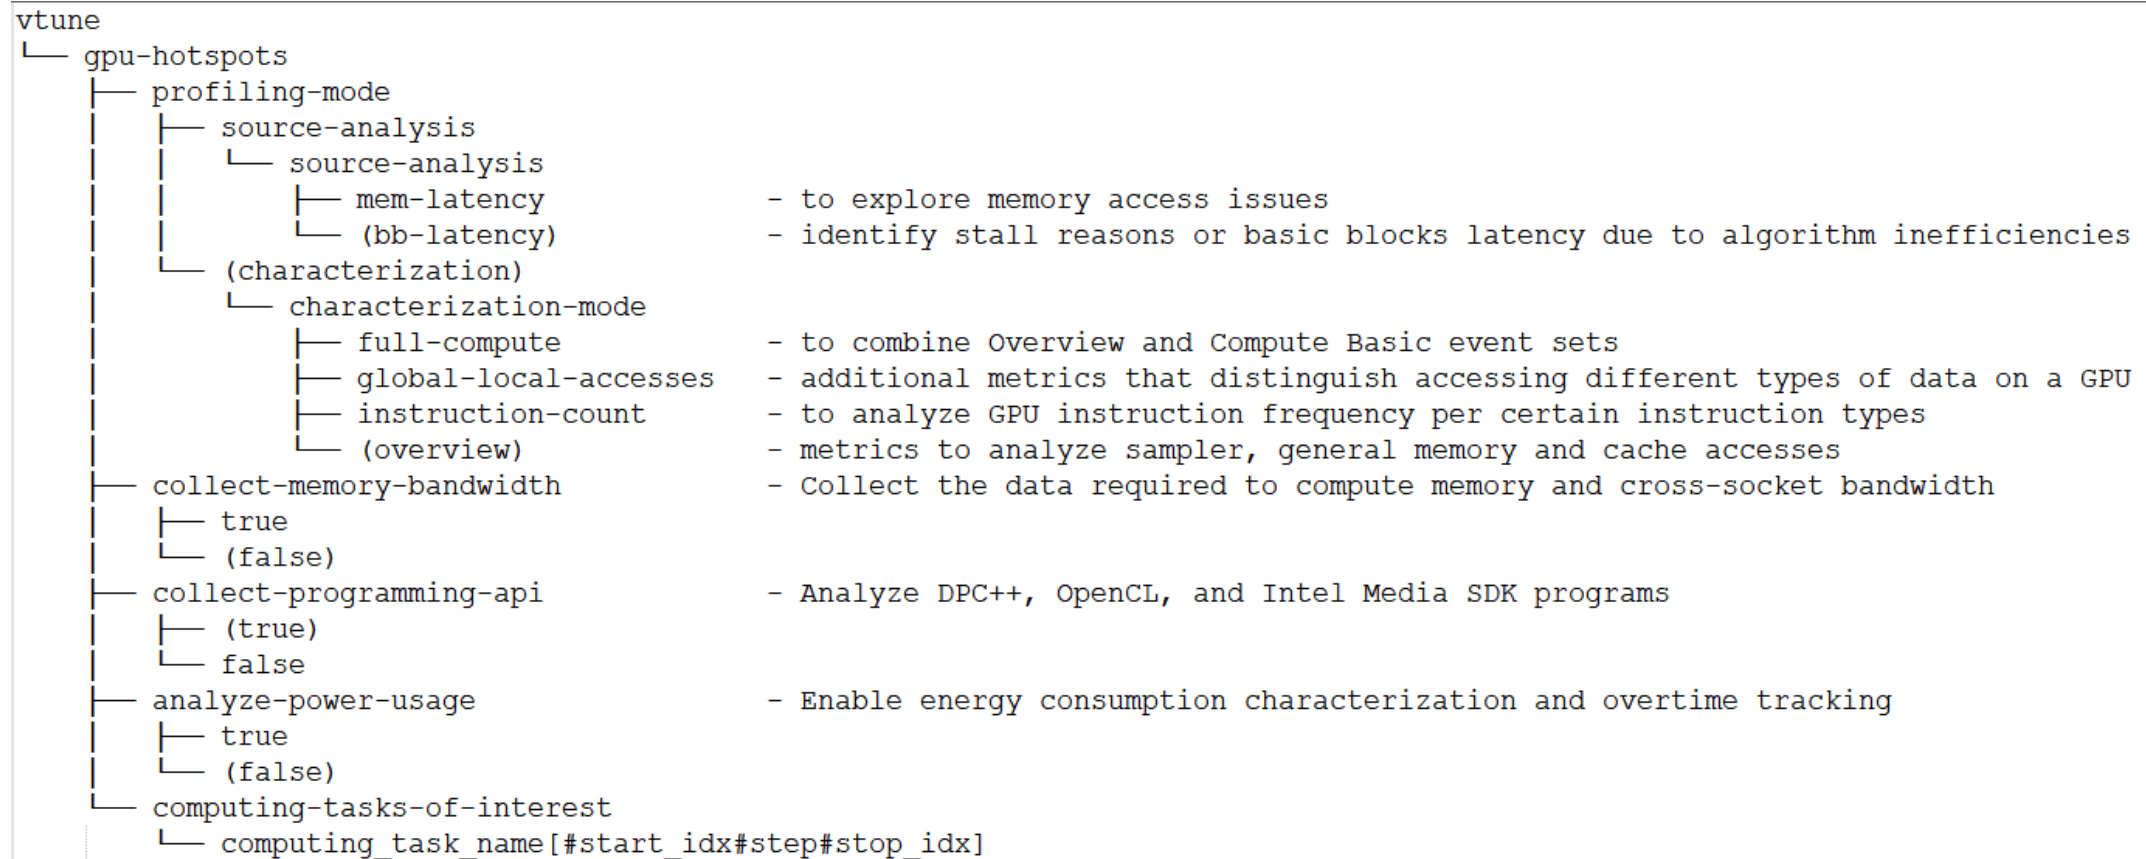 vtune
└── gpu-hotspots
    ├── profiling-mode
    │   ├── source-analysis
    │   │   └── source-analysis
    │   │       ├── mem-latency             - to explore memory access issues
    │   │       └── (bb-latency)            - identify stall reasons or basic blocks latency due to algorithm inefficiencies
    │   └── (characterization)
    │       └── characterization-mode
    │           ├── full-compute            - to combine Overview and Compute Basic event sets
    │           ├── global-local-accesses   - additional metrics that distinguish accessing different types of data on a GPU
    │           ├── instruction-count       - to analyze GPU instruction frequency per certain instruction types
    │           └── (overview)              - metrics to analyze sampler, general memory and cache accesses
    ├── collect-memory-bandwidth            - Collect the data required to compute memory and cross-socket bandwidth
    │   ├── true
    │   └── (false)
    ├── collect-programming-api             - Analyze DPC++, OpenCL, and Intel Media SDK programs
    │   ├── (true)
    │   └── false
    ├── analyze-power-usage                 - Enable energy consumption characterization and overtime tracking
    │   ├── true
    │   └── (false)
    └── computing-tasks-of-interest
        └── computing_task_name[#start_idx#step#stop_idx]